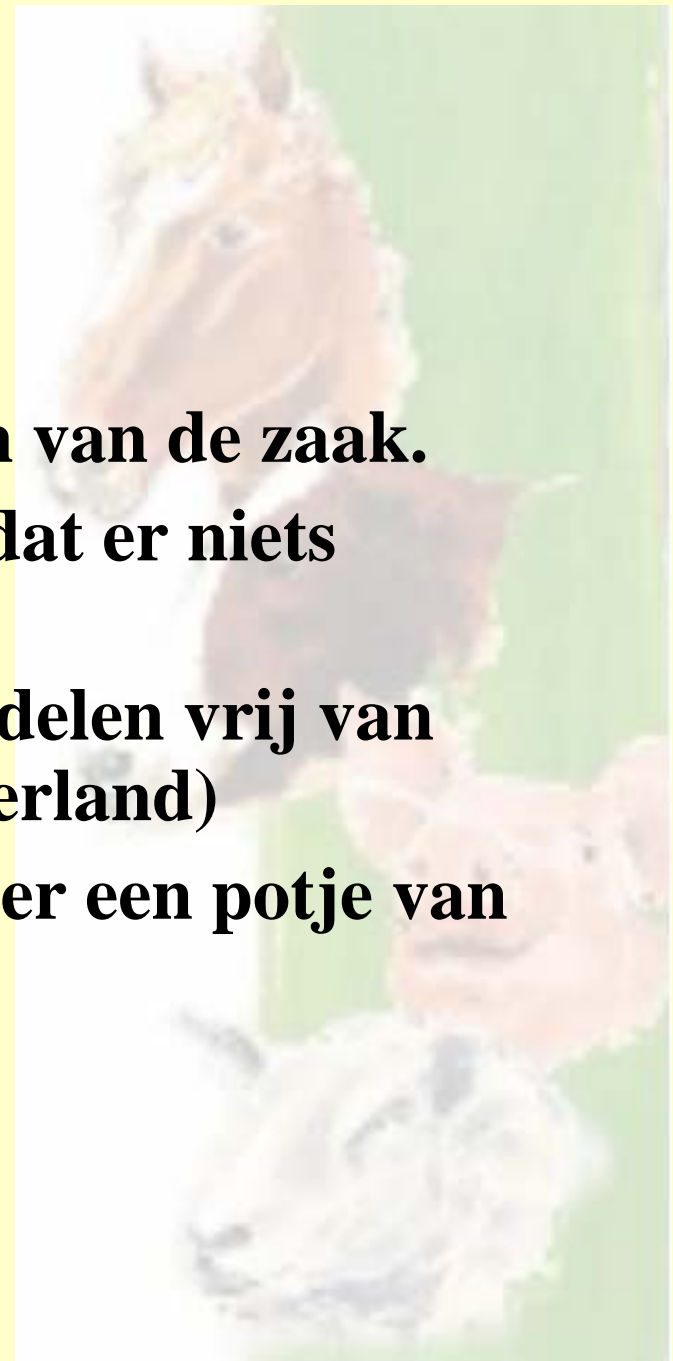 van de zaak.
dat er niets
delen vrij van
erland)
er een potje van